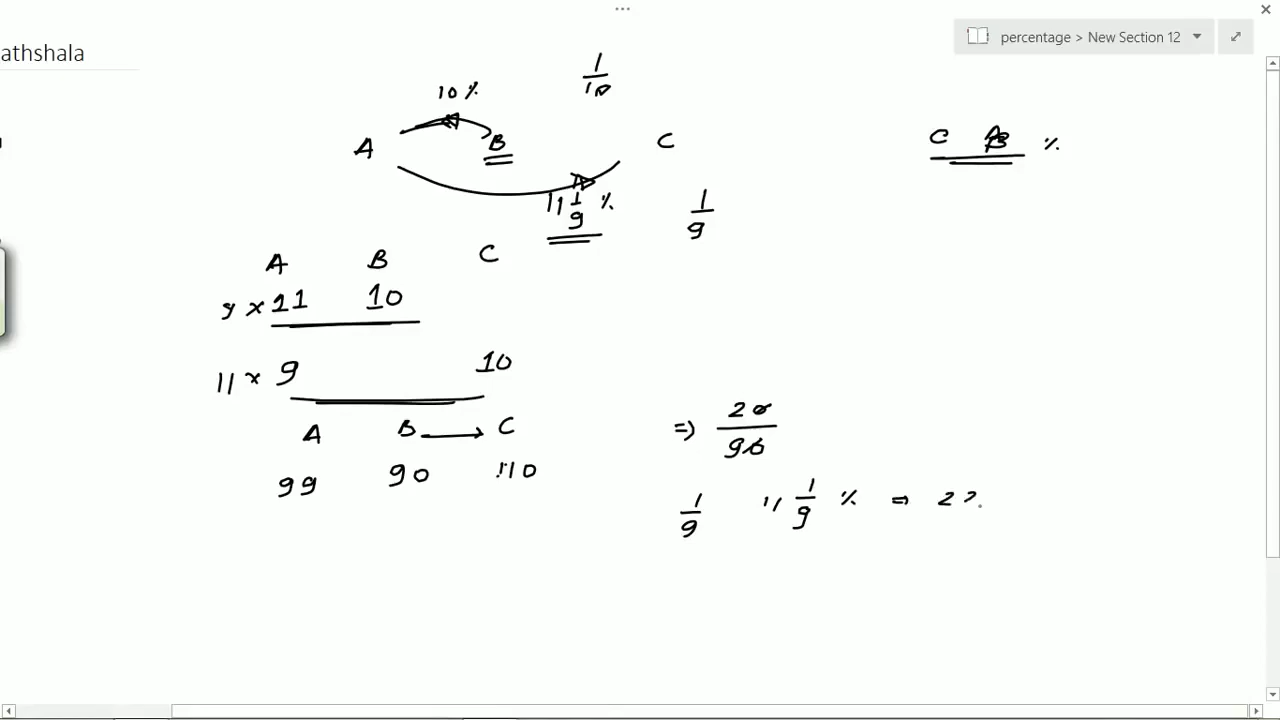 athshala
percentage > New Section 12
1/10
10 %
A B C
C B %
11 1/9 %
1/9
A B C
9 × 11 10
11 × 9 10
A B → C
99 90 110
⇒ 20/90
1/9 11 1/9 % ⇒ 22